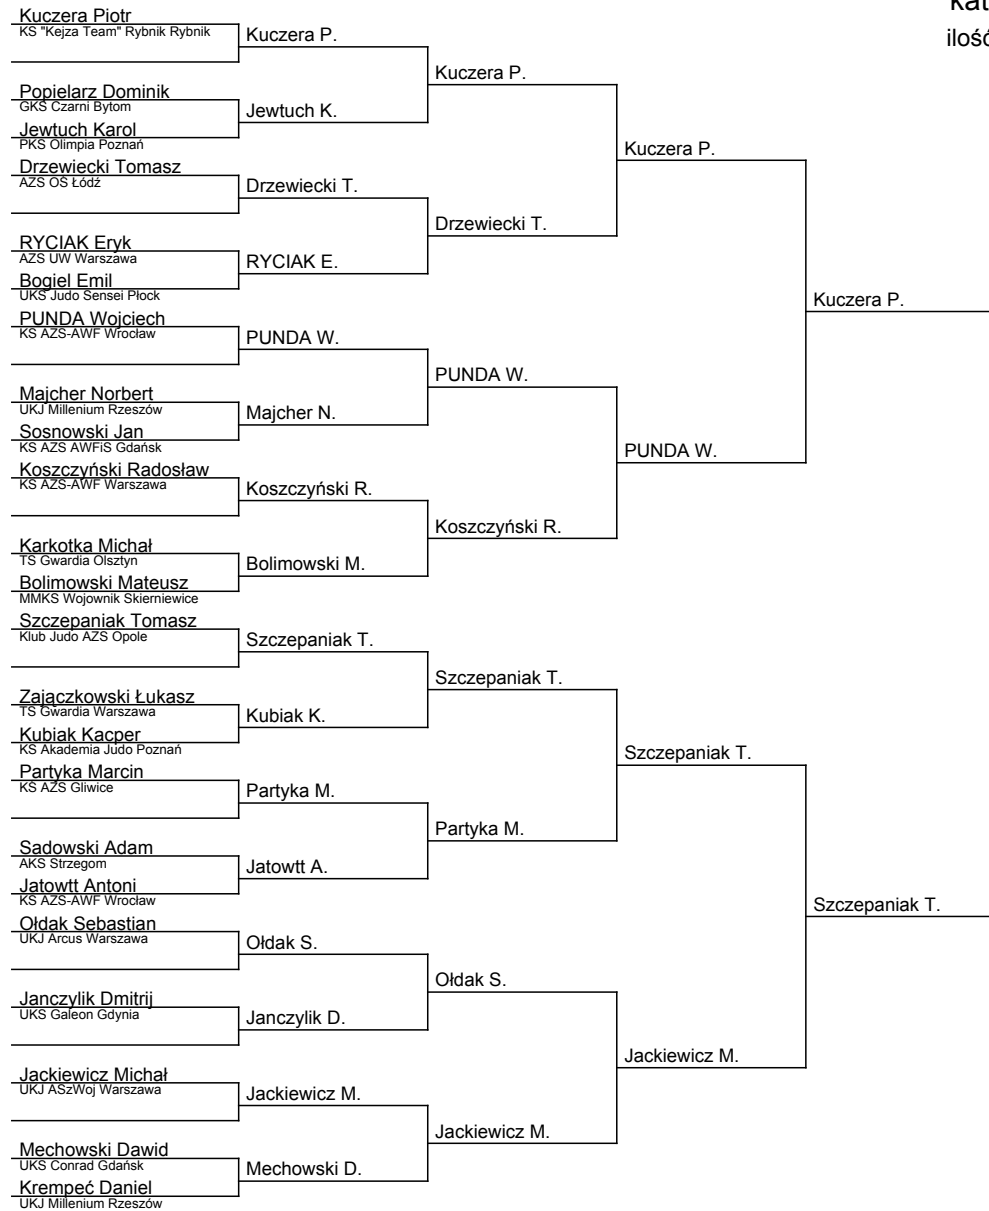 kat
ilość
Kuczera Piotr
KS "Kejza Team" Rybnik Rybnik
Popielarz Dominik
GKS Czarni Bytom
Jewtuch Karol
PKS Olimpia Poznań
Drzewiecki Tomasz
AZS OŚ Łódź
RYCIAK Eryk
AZS UW Warszawa
Bogiel Emil
UKS Judo Sensei Płock
PUNDA Wojciech
KS AZS-AWF Wrocław
Majcher Norbert
UKJ Millenium Rzeszów
Sosnowski Jan
KS AZS AWFiS Gdańsk
Koszczyński Radosław
KS AZS-AWF Warszawa
Karkotka Michał
TS Gwardia Olsztyn
Bolimowski Mateusz
MMKS Wojownik Skierniewice
Szczepaniak Tomasz
Klub Judo AZS Opole
Zajączkowski Łukasz
TS Gwardia Warszawa
Kubiak Kacper
KS Akademia Judo Poznań
Partyka Marcin
KS AZS Gliwice
Sadowski Adam
AKS Strzegom
Jatowtt Antoni
KS AZS-AWF Wrocław
Ołdak Sebastian
UKJ Arcus Warszawa
Janczylik Dmitrij
UKS Galeon Gdynia
Jackiewicz Michał
UKJ ASzWoj Warszawa
Mechowski Dawid
UKS Conrad Gdańsk
Krempeć Daniel
UKJ Millenium Rzeszów
Kuczera P.
Jewtuch K.
Drzewiecki T.
RYCIAK E.
PUNDA W.
Majcher N.
Koszczyński R.
Bolimowski M.
Szczepaniak T.
Kubiak K.
Partyka M.
Jatowtt A.
Ołdak S.
Janczylik D.
Jackiewicz M.
Mechowski D.
Kuczera P.
Drzewiecki T.
PUNDA W.
Koszczyński R.
Szczepaniak T.
Partyka M.
Ołdak S.
Jackiewicz M.
Kuczera P.
PUNDA W.
Szczepaniak T.
Jackiewicz M.
Kuczera P.
Szczepaniak T.